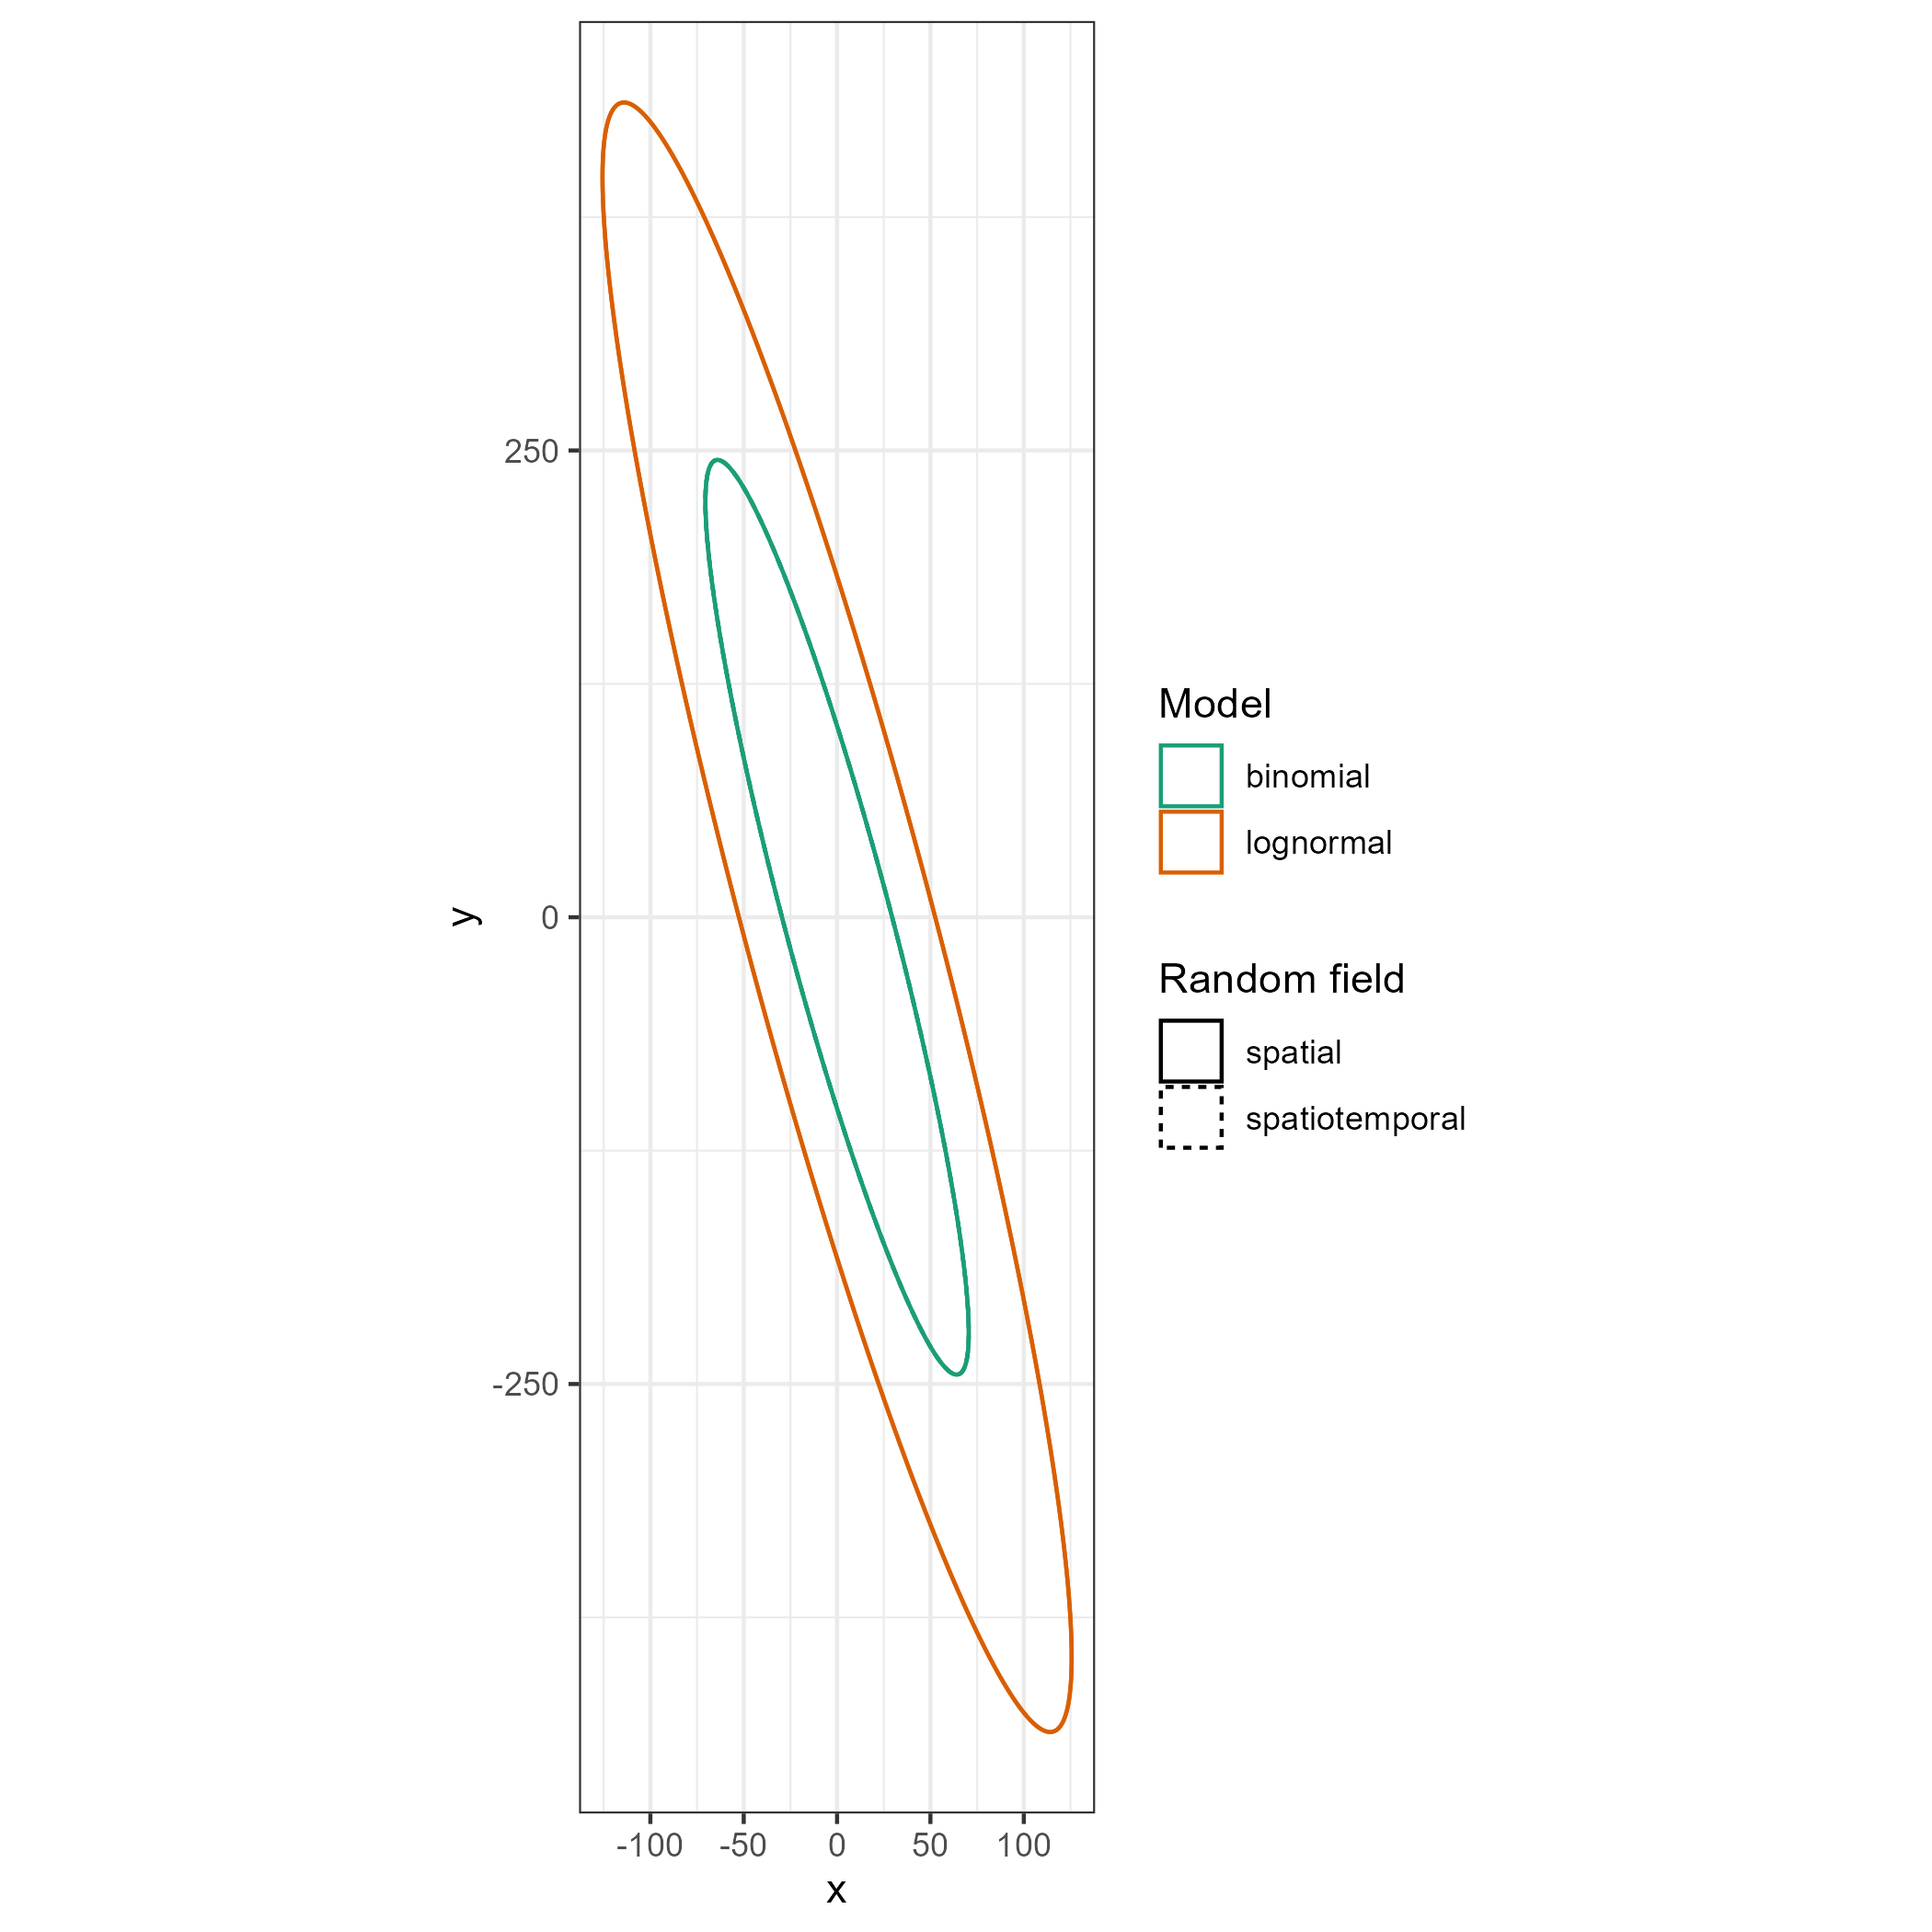 250
0
-250
y
-100 -50 0 50 100
x
Model
binomial
lognormal
Random field
spatial
spatiotemporal